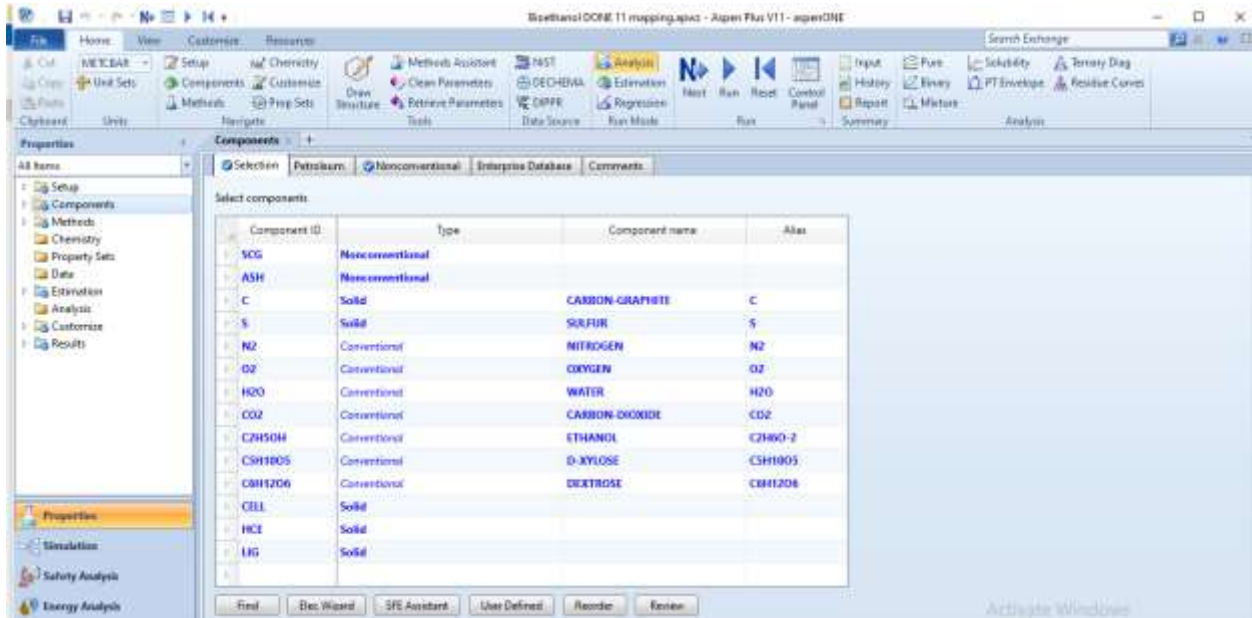 Bioethanol DONE 11 mapping.apwz - Aspen Plus V11 - aspenONE
File Home View Customize Resources Search Exchange
Cut METCBAR Setup Chemistry Methods Assistant NIST Analysis Input Pure Solubility Ternary Diag
Copy Unit Sets Components Customize Draw Structure Clean Parameters DECHEMA Estimation Next Run Reset Control Panel History Binary PT Envelope Residue Curves
Paste Methods Prop Sets Retrieve Parameters DIPPR Regression Report Mixture
Clipboard Units Navigate Tools Data Source Run Mode Run Summary Analysis
Properties
All Items
Setup
Components
Methods
Chemistry
Property Sets
Data
Estimation
Analysis
Customize
Results
Properties
Simulation
Safety Analysis
Energy Analysis
Components +
Selection Petroleum Nonconventional Enterprise Database Comments
Select components
Component ID Type Component name Alias
SCG Nonconventional
ASH Nonconventional
C Solid CARBON-GRAPHITE C
S Solid SULFUR S
N2 Conventional NITROGEN N2
O2 Conventional OXYGEN O2
H2O Conventional WATER H2O
CO2 Conventional CARBON-DIOXIDE CO2
C2H5OH Conventional ETHANOL C2H6O-2
C5H10O5 Conventional D-XYLOSE C5H10O5
C6H12O6 Conventional DEXTROSE C6H12O6
CELL Solid
HCE Solid
LIG Solid
Find Elec Wizard SFE Assistant User Defined Reorder Review
Activate Windows